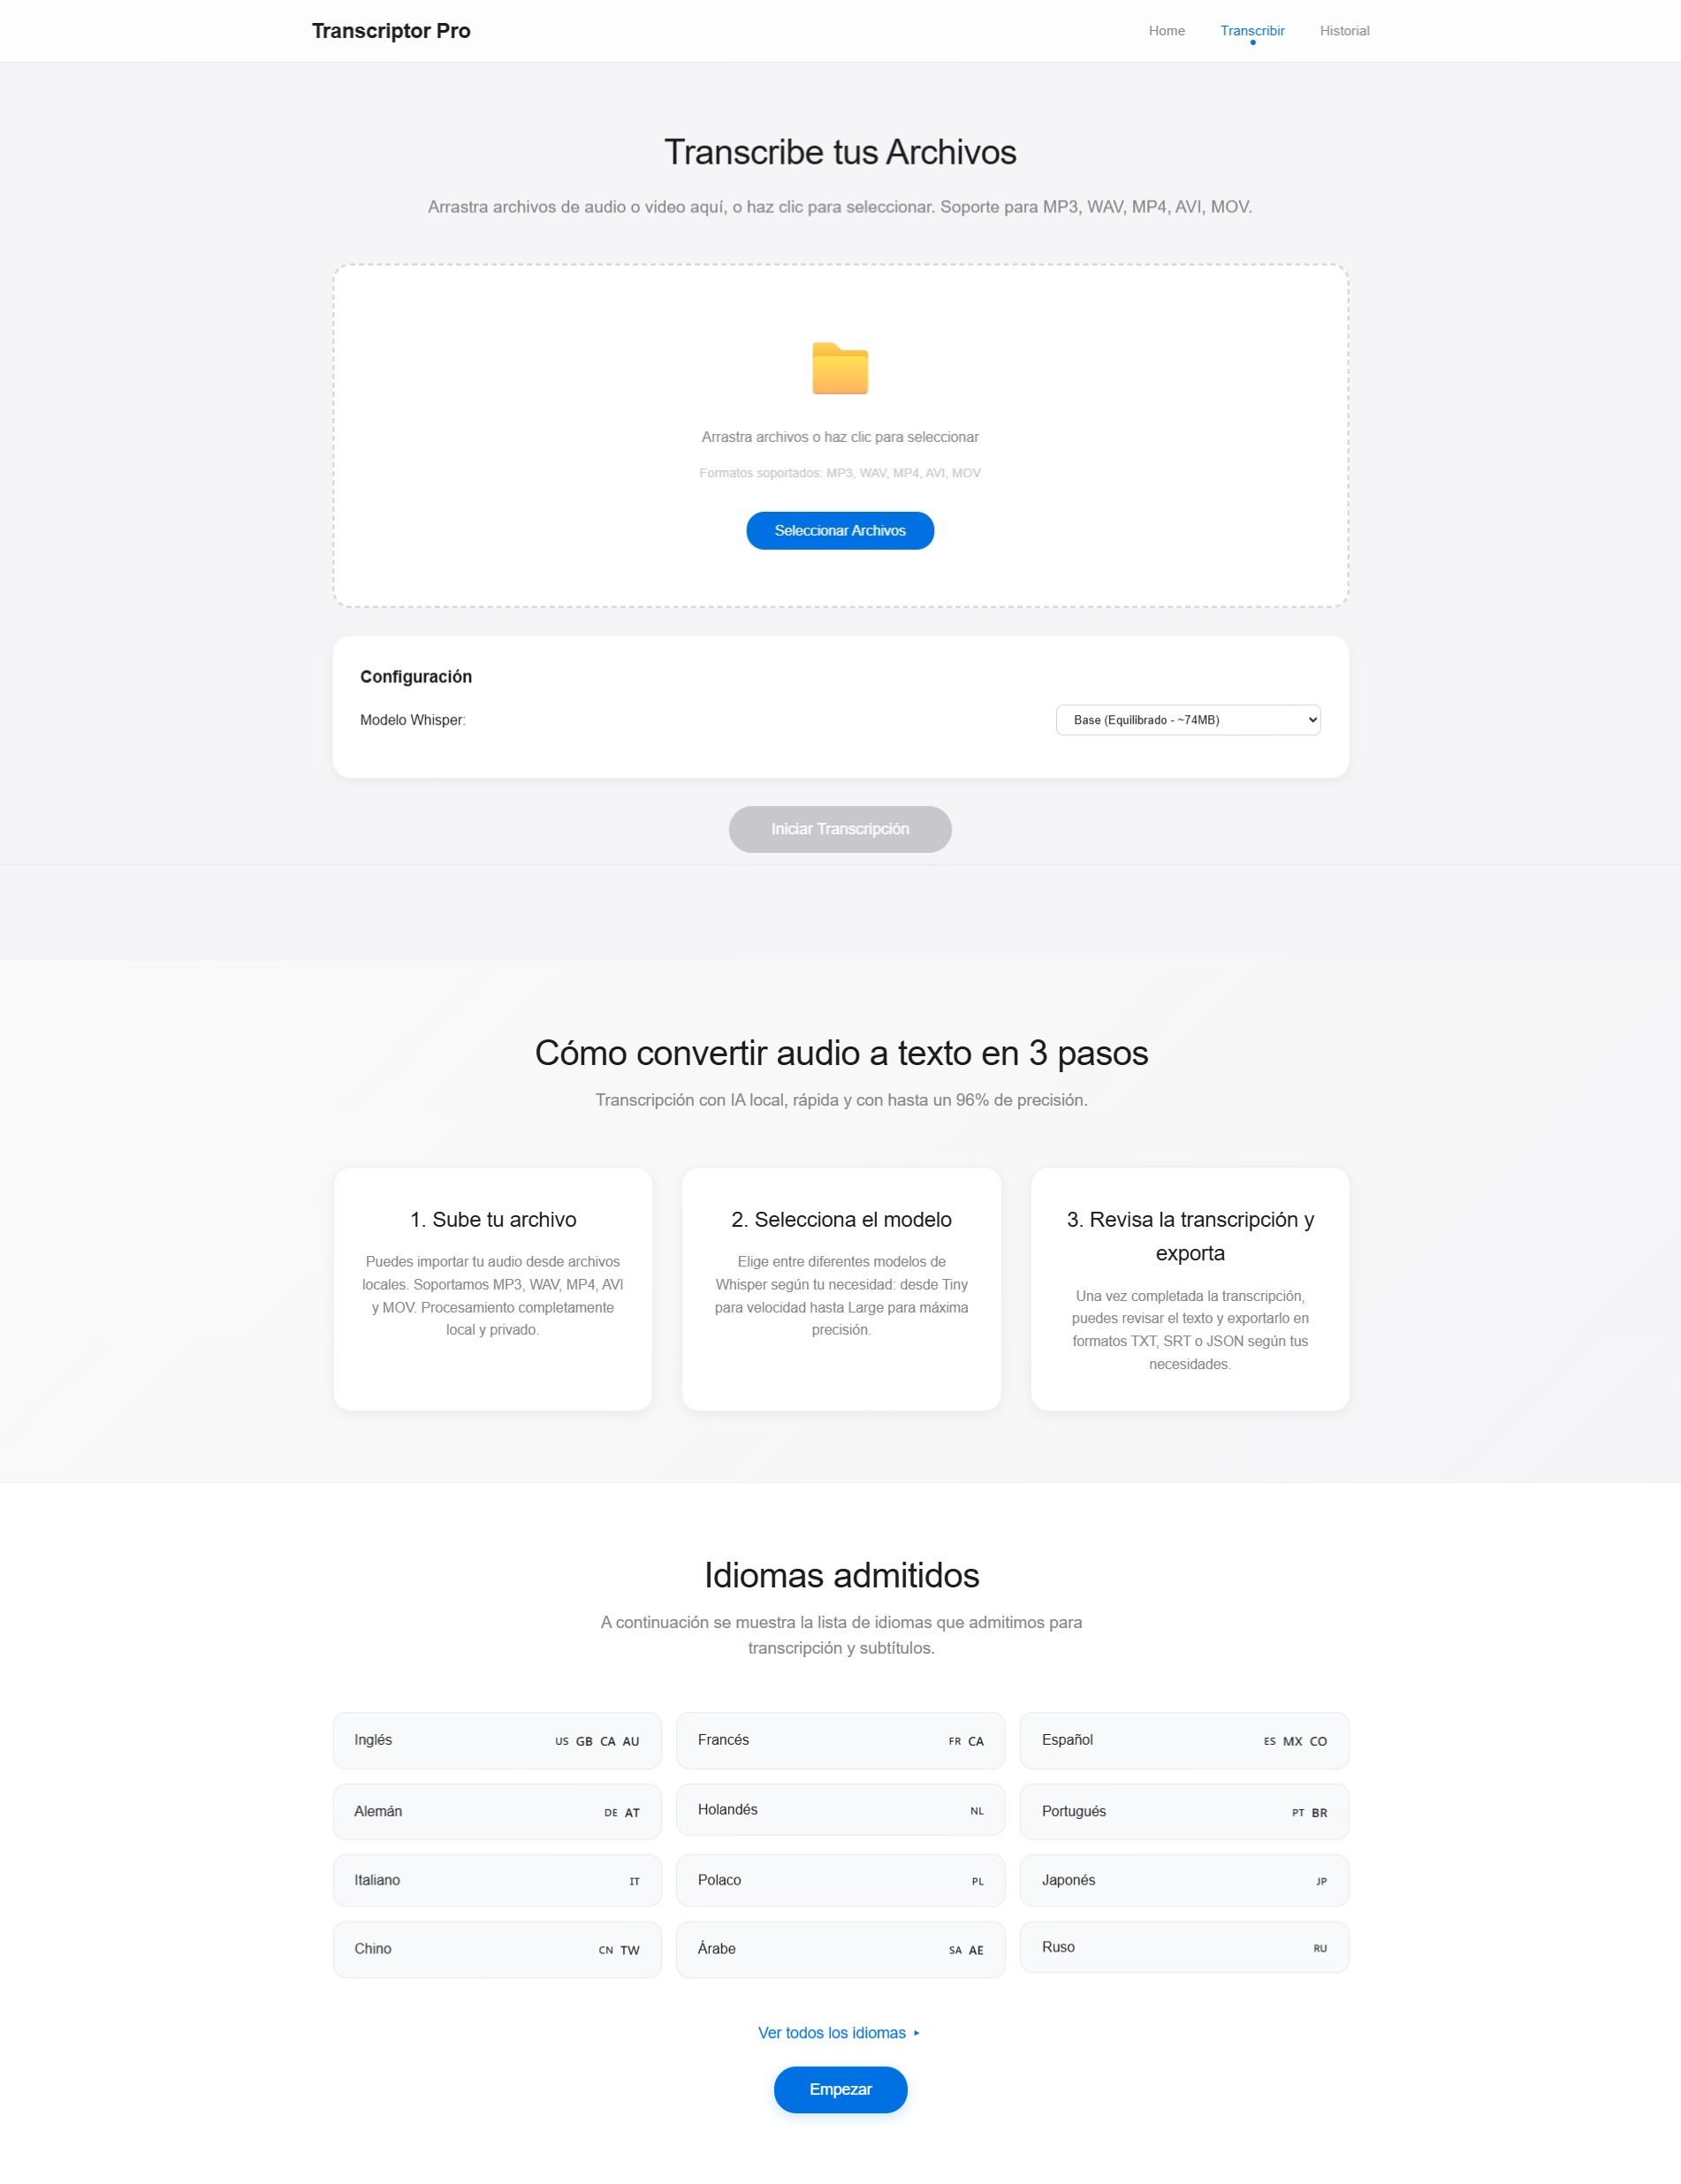 Transcriptor Pro
Home
Transcribir
Historial
Transcribe tus Archivos
Arrastra archivos de audio o video aquí, o haz clic para seleccionar. Soporte para MP3, WAV, MP4, AVI, MOV.
Arrastra archivos o haz clic para seleccionar
Formatos soportados: MP3, WAV, MP4, AVI, MOV
Seleccionar Archivos
Configuración
Modelo Whisper:
Base (Equilibrado - ~74MB)
Iniciar Transcripción
Cómo convertir audio a texto en 3 pasos
Transcripción con IA local, rápida y con hasta un 96% de precisión.
1. Sube tu archivo
Puedes importar tu audio desde archivos
locales. Soportamos MP3, WAV, MP4, AVI
y MOV. Procesamiento completamente
local y privado.
2. Selecciona el modelo
Elige entre diferentes modelos de
Whisper según tu necesidad: desde Tiny
para velocidad hasta Large para máxima
precisión.
3. Revisa la transcripción y
exporta
Una vez completada la transcripción,
puedes revisar el texto y exportarlo en
formatos TXT, SRT o JSON según tus
necesidades.
Idiomas admitidos
A continuación se muestra la lista de idiomas que admitimos para
transcripción y subtítulos.
Inglés US GB CA AU
Francés FR CA
Español ES MX CO
Alemán DE AT
Holandés NL
Portugués PT BR
Italiano IT
Polaco PL
Japonés JP
Chino CN TW
Árabe SA AE
Ruso RU
Ver todos los idiomas ▸
Empezar